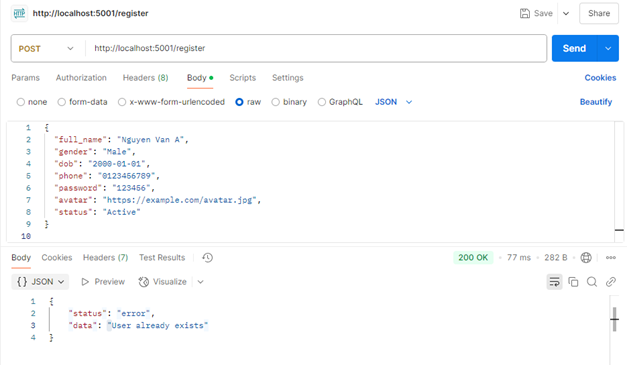 HTTP http://localhost:5001/register Save Share
POST http://localhost:5001/register Send
Params Authorization Headers (8) Body Scripts Settings Cookies
none form-data x-www-form-urlencoded raw binary GraphQL JSON Beautify
1 {
2 "full_name": "Nguyen Van A",
3 "gender": "Male",
4 "dob": "2000-01-01",
5 "phone": "0123456789",
6 "password": "123456",
7 "avatar": "https://example.com/avatar.jpg",
8 "status": "Active"
9 }
10
Body Cookies Headers (7) Test Results 200 OK 77 ms 282 B
{} JSON Preview Visualize
1 {
2 "status": "error",
3 "data": "User already exists"
4 }